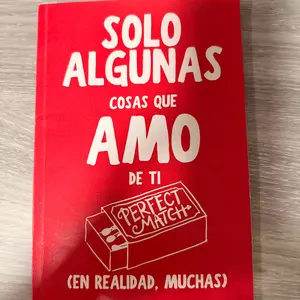 SOLO
ALGUNAS
COSAS QUE
AMO
DE TI
PERFECT
MATCH
(EN REALIDAD, MUCHAS)